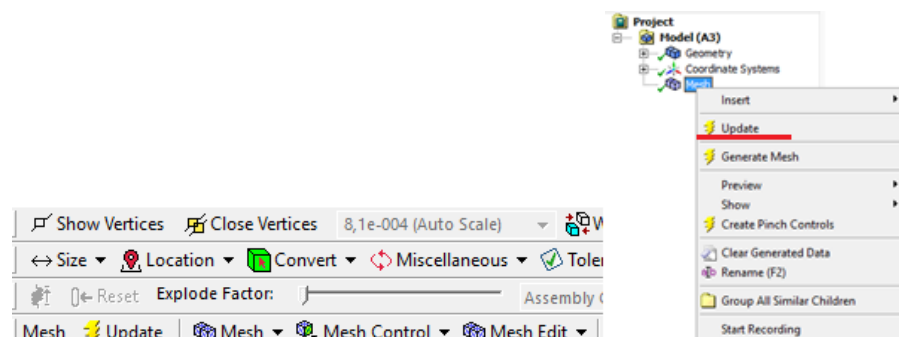 Project
Model (A3)
Geometry
Coordinate Systems
Mesh
Insert
Update
Generate Mesh
Preview
Show
Create Pinch Controls
Clear Generated Data
Rename (F2)
Group All Similar Children
Start Recording
Show Vertices Close Vertices 8,1e-004 (Auto Scale) W
Size Location Convert Miscellaneous Toler
Reset Explode Factor: Assembly
Mesh Update Mesh Mesh Control Mesh Edit